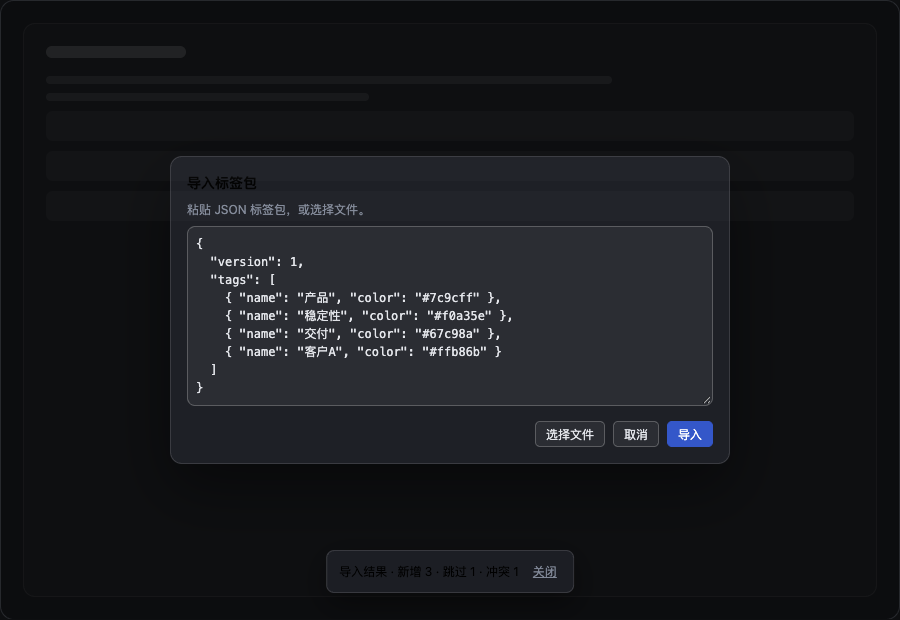 导入标签包
粘贴 JSON 标签包，或选择文件。
{
  "version": 1,
  "tags": [
    { "name": "产品", "color": "#7c9cff" },
    { "name": "稳定性", "color": "#f0a35e" },
    { "name": "交付", "color": "#67c98a" },
    { "name": "客户A", "color": "#ffb86b" }
  ]
}
选择文件 取消 导入
导入结果 · 新增 3 · 跳过 1 · 冲突 1 关闭